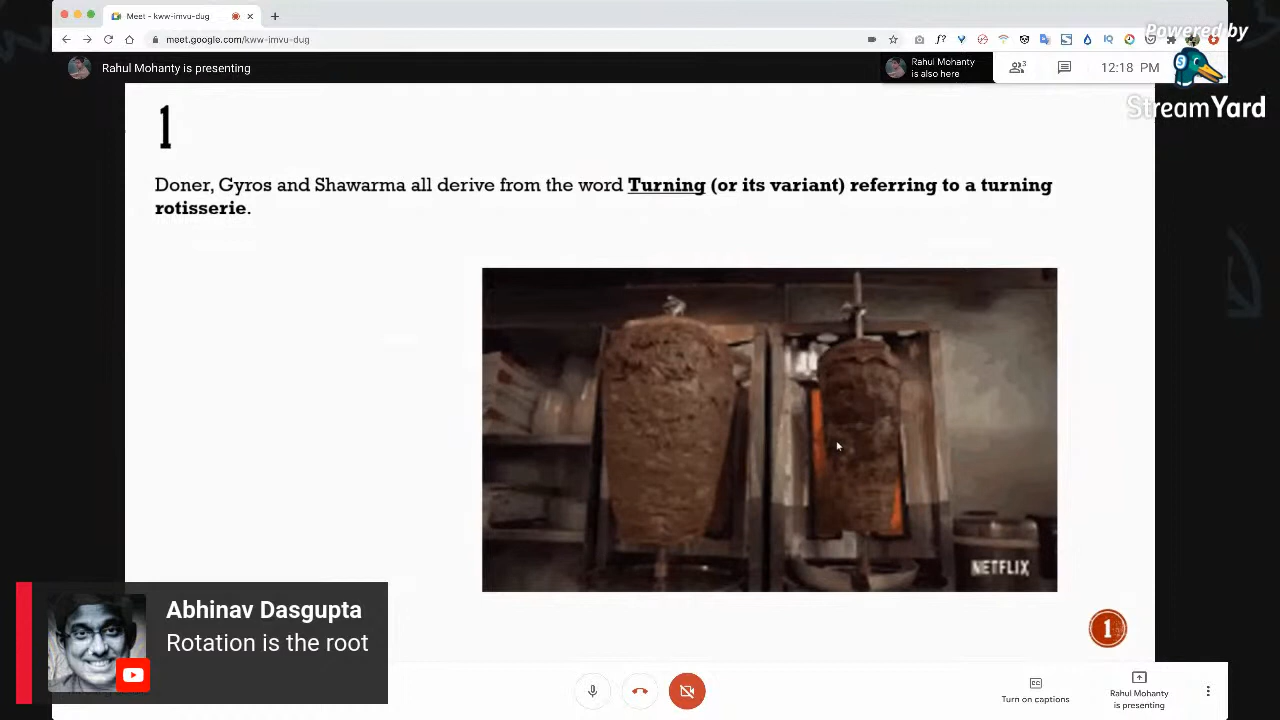 Meet - kww-imvu-dug
meet.google.com/kww-imvu-dug
Powered by
StreamYard
Rahul Mohanty is presenting
Rahul Mohanty
is also here
3
12:18 PM
1
Doner, Gyros and Shawarma all derive from the word Turning (or its variant) referring to a turning
rotisserie.
NETFLIX
1
Abhinav Dasgupta
Rotation is the root
Turn on captions
Rahul Mohanty
is presenting